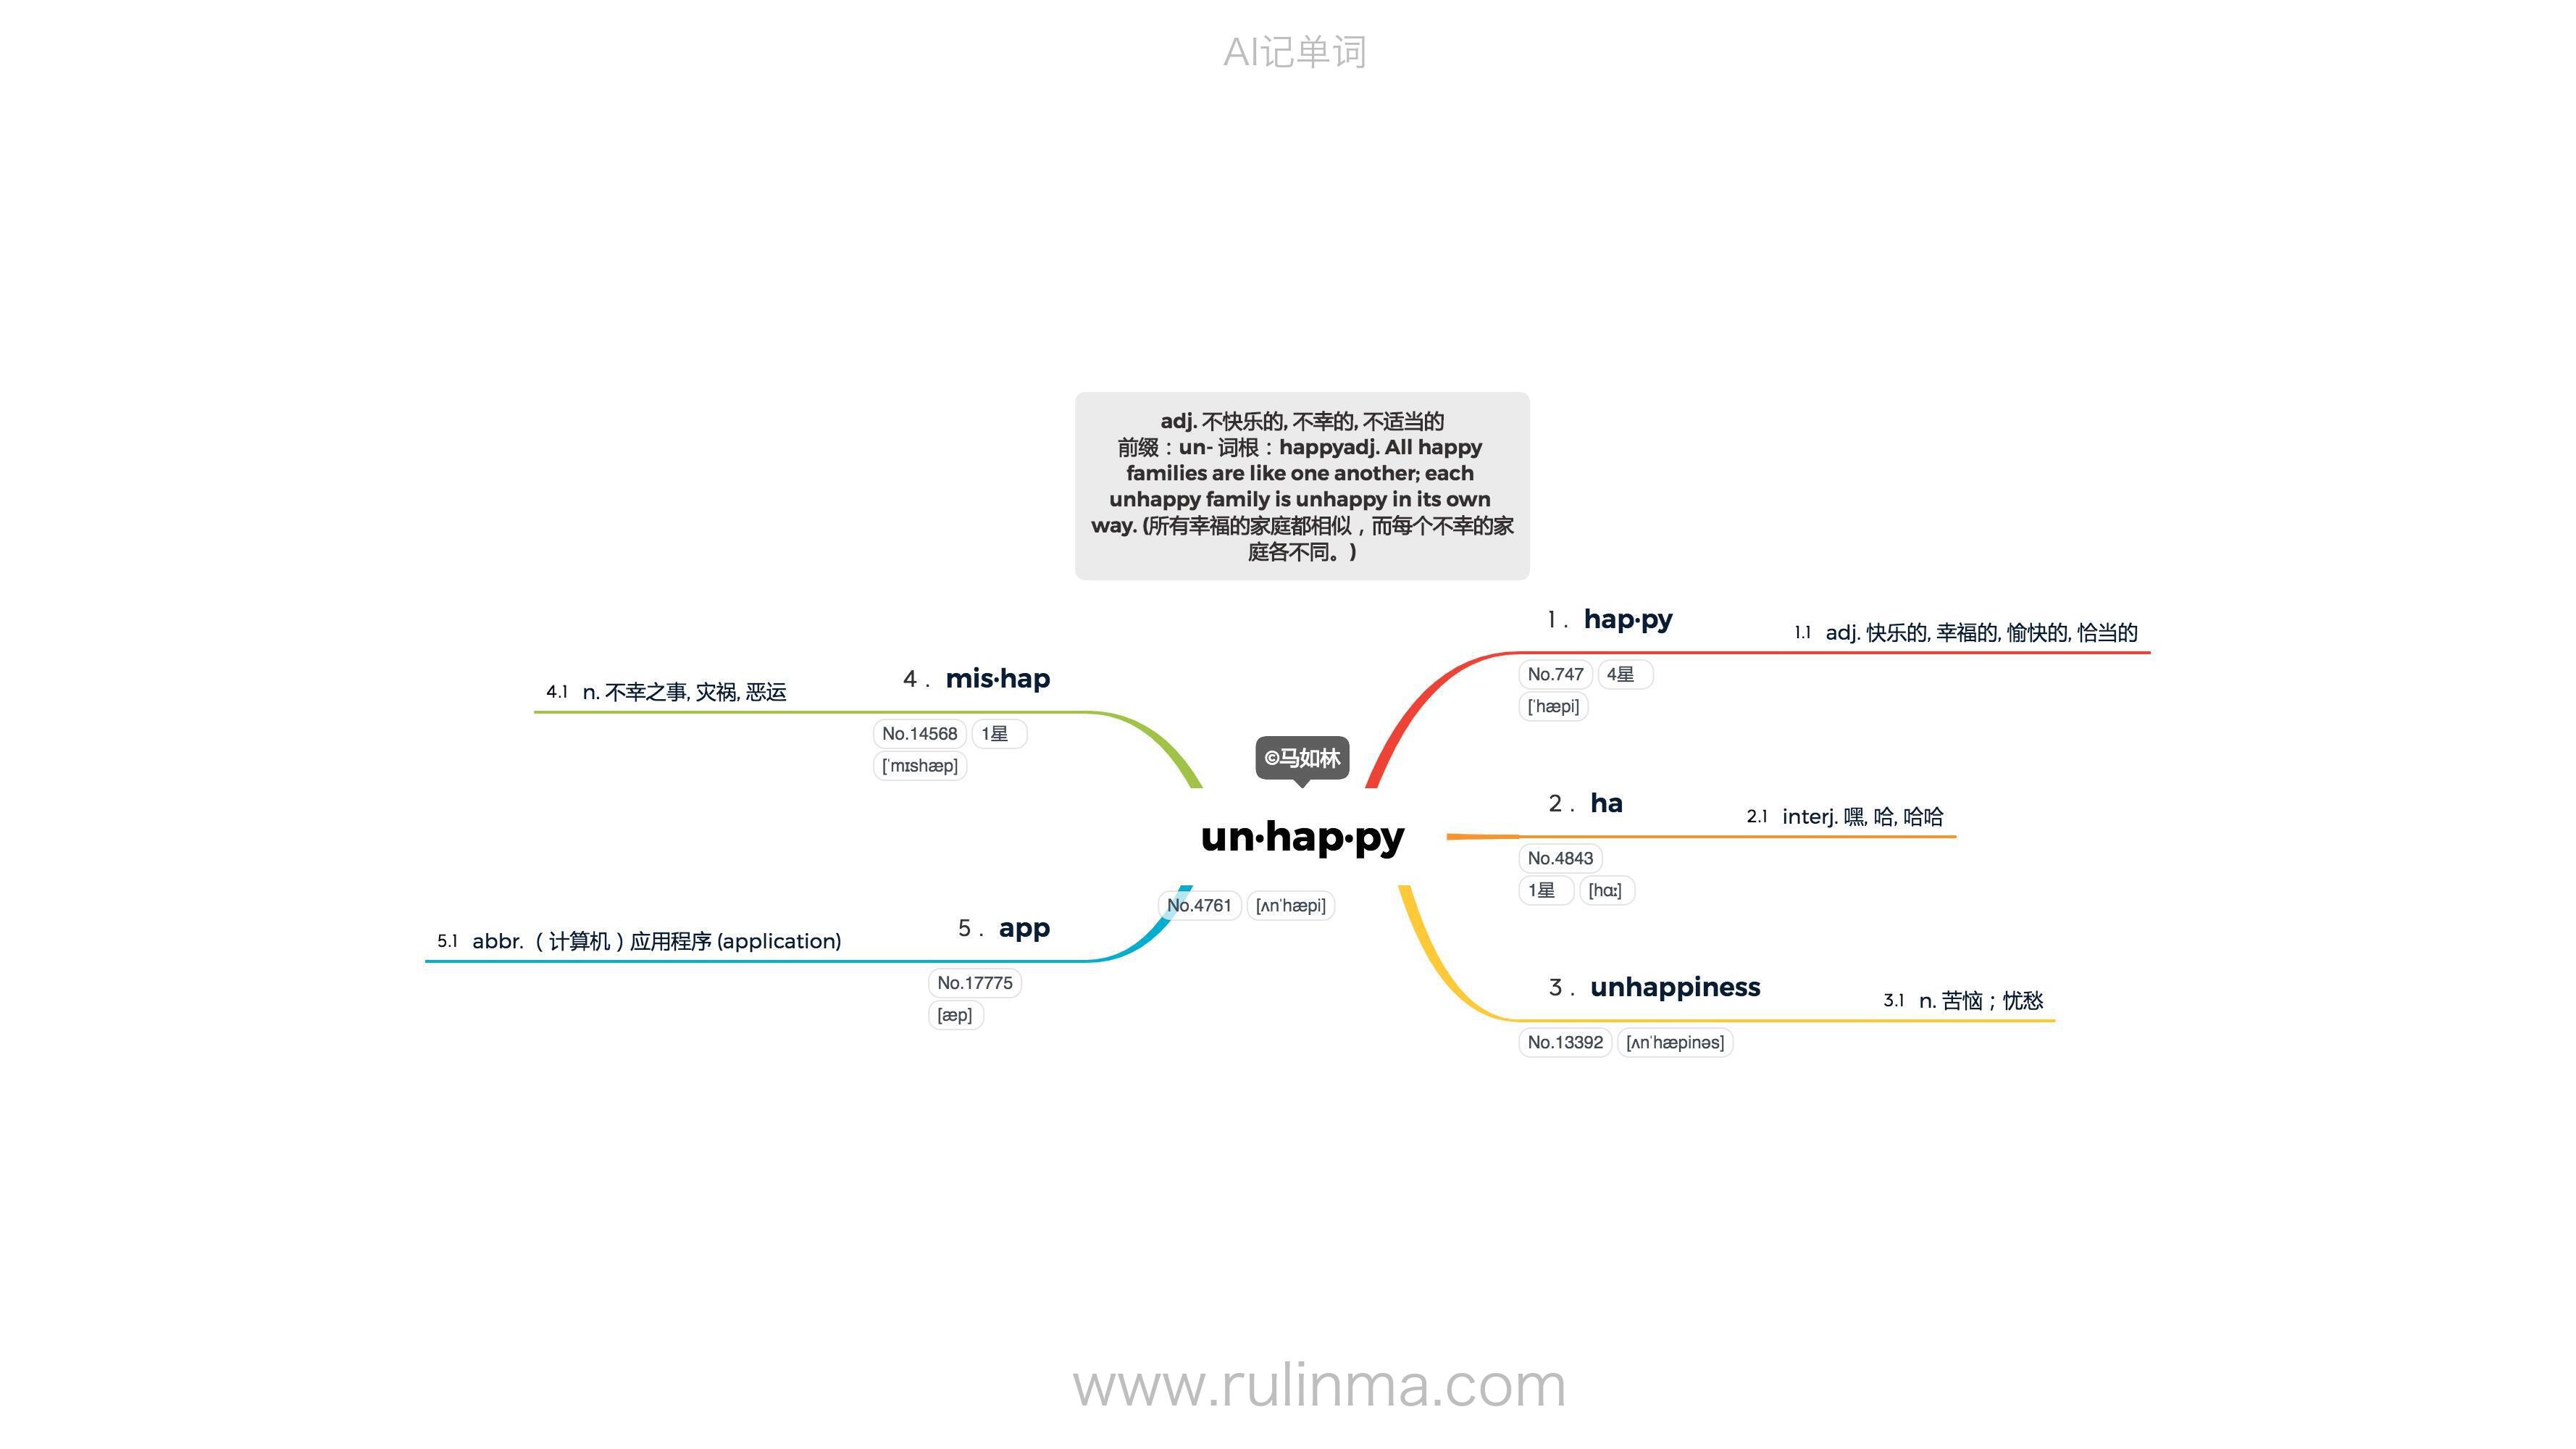 AI记单词
adj. 不快乐的, 不幸的, 不适当的
前缀：un- 词根：happyadj. All happy
families are like one another; each
unhappy family is unhappy in its own
way. (所有幸福的家庭都相似，而每个不幸的家
庭各不同。)
©马如林
un·hap·py
No.4761 [ʌnˈhæpi]
1. hap·py
1.1 adj. 快乐的, 幸福的, 愉快的, 恰当的
No.747 4星
[ˈhæpi]
2. ha
2.1 interj. 嘿, 哈, 哈哈
No.4843
1星 [hɑː]
3. unhappiness
3.1 n. 苦恼；忧愁
No.13392 [ʌnˈhæpinəs]
4. mis·hap
4.1 n. 不幸之事, 灾祸, 恶运
No.14568 1星
[ˈmɪshæp]
5. app
5.1 abbr. （计算机）应用程序 (application)
No.17775
[æp]
www.rulinma.com